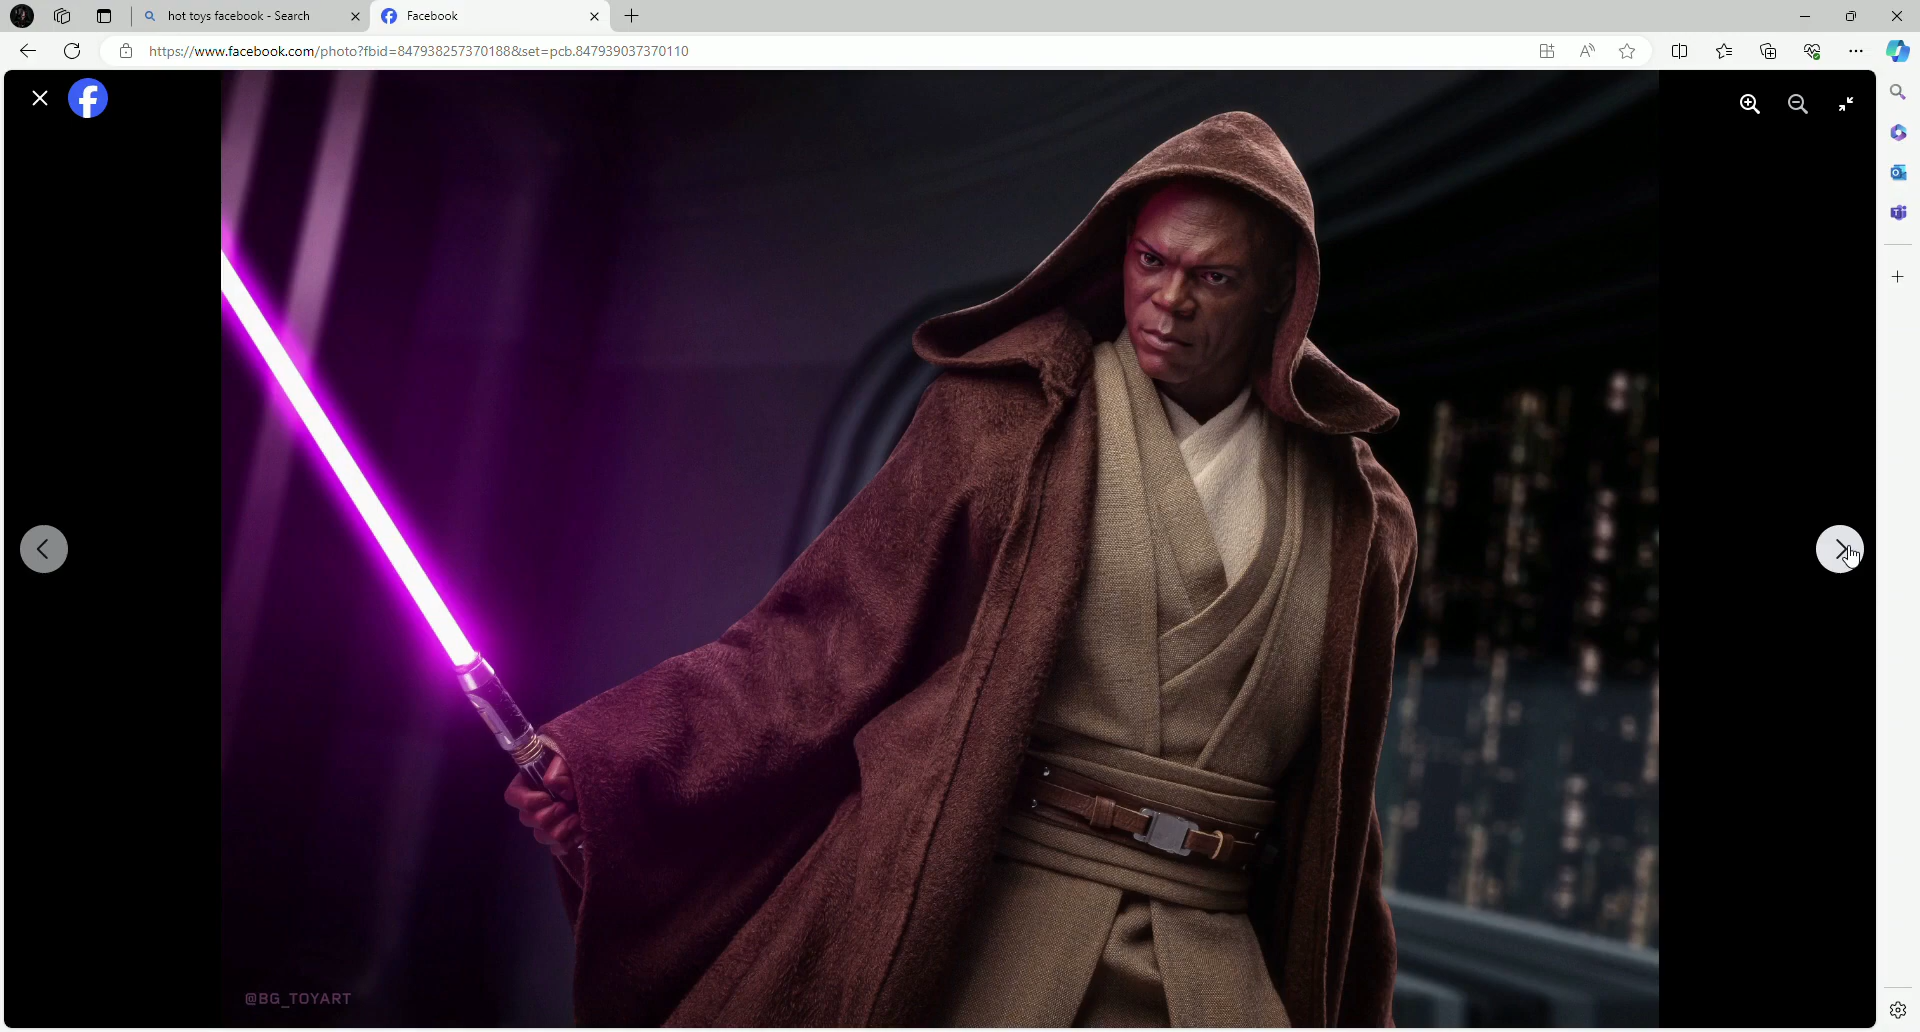 hot toys facebook - Search
Facebook
https://www.facebook.com/photo?fbid=847938257370188&set=pcb.847939037370110
@BG_TOYART